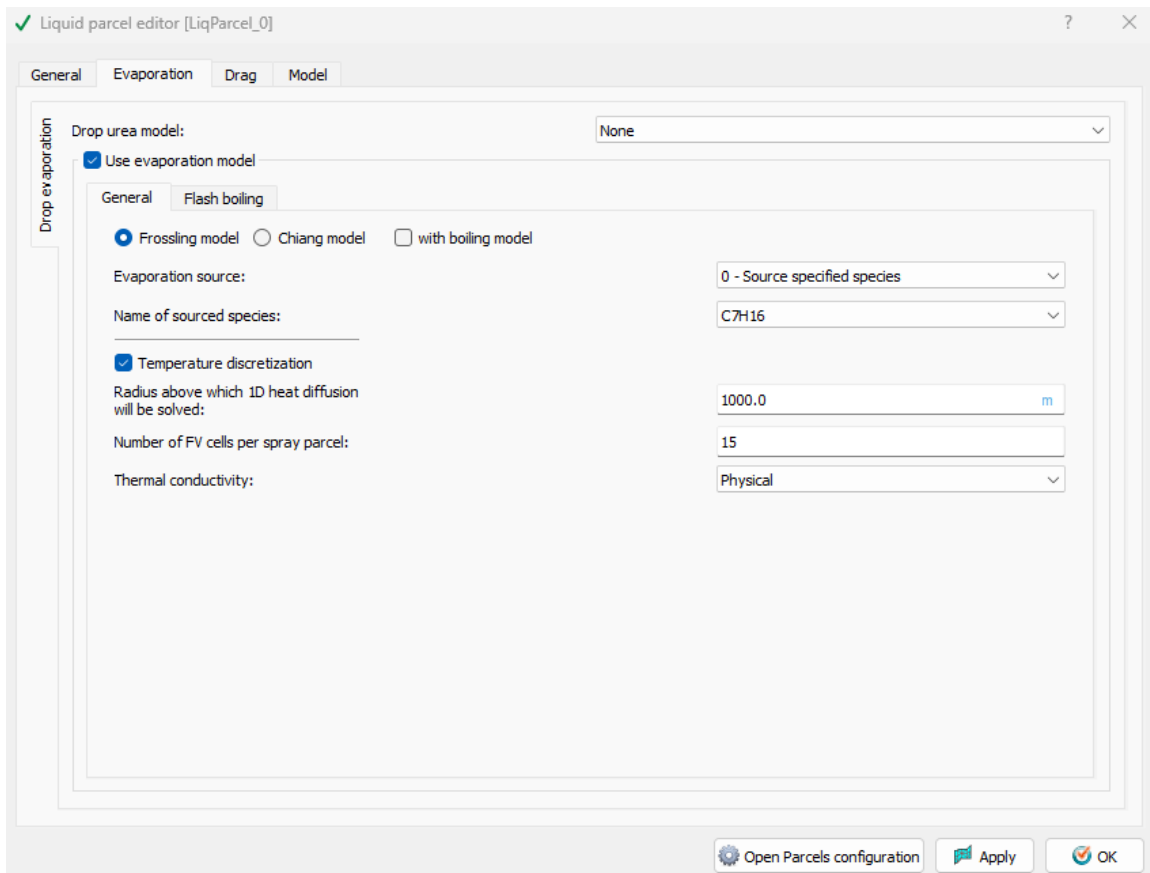 Liquid parcel editor [LiqParcel_0] ?
General Evaporation Drag Model
Drop evaporation
Drop urea model: None
Use evaporation model
General Flash boiling
Frossling model Chiang model with boiling model
Evaporation source: 0 - Source specified species
Name of sourced species: C7H16
Temperature discretization
Radius above which 1D heat diffusion
will be solved: 1000.0 m
Number of FV cells per spray parcel: 15
Thermal conductivity: Physical
Open Parcels configuration Apply OK